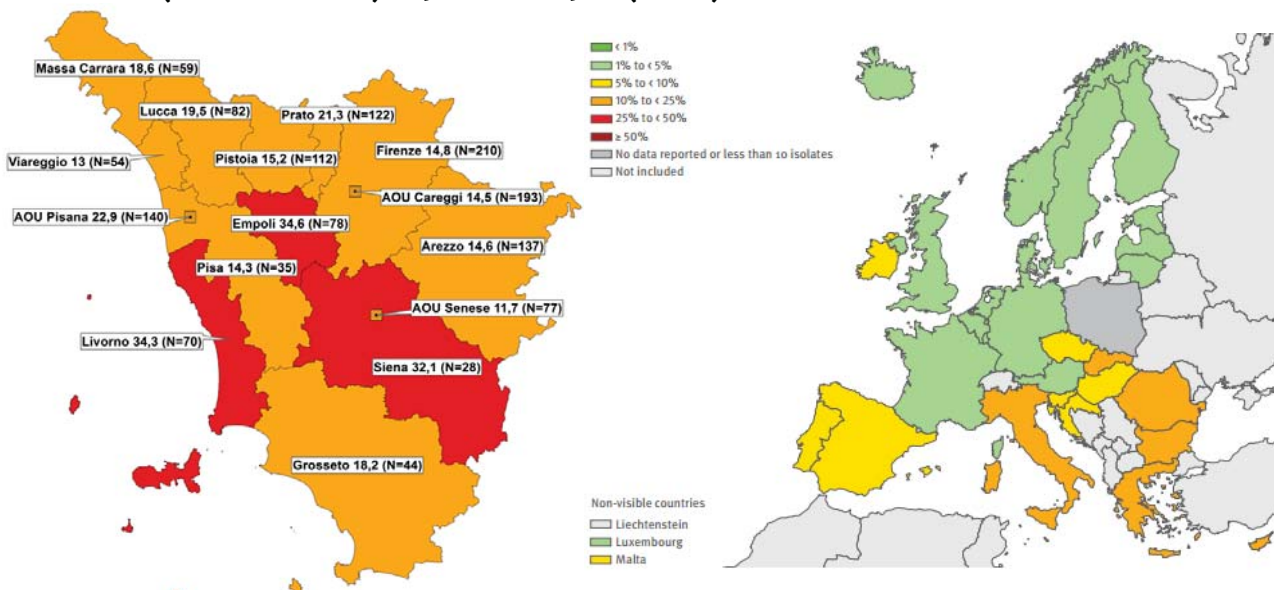 Massa Carrara 18,6 (N=59)
Lucca 19,5 (N=82)
Prato 21,3 (N=122)
Viareggio 13 (N=54)
Pistoia 15,2 (N=112)
Firenze 14,8 (N=210)
AOU Careggi 14,5 (N=193)
AOU Pisana 22,9 (N=140)
Empoli 34,6 (N=78)
Arezzo 14,6 (N=137)
Pisa 14,3 (N=35)
AOU Senese 11,7 (N=77)
Livorno 34,3 (N=70)
Siena 32,1 (N=28)
Grosseto 18,2 (N=44)
< 1%
1% to < 5%
5% to < 10%
10% to < 25%
25% to < 50%
≥ 50%
No data reported or less than 10 isolates
Not included
Non-visible countries
Liechtenstein
Luxembourg
Malta